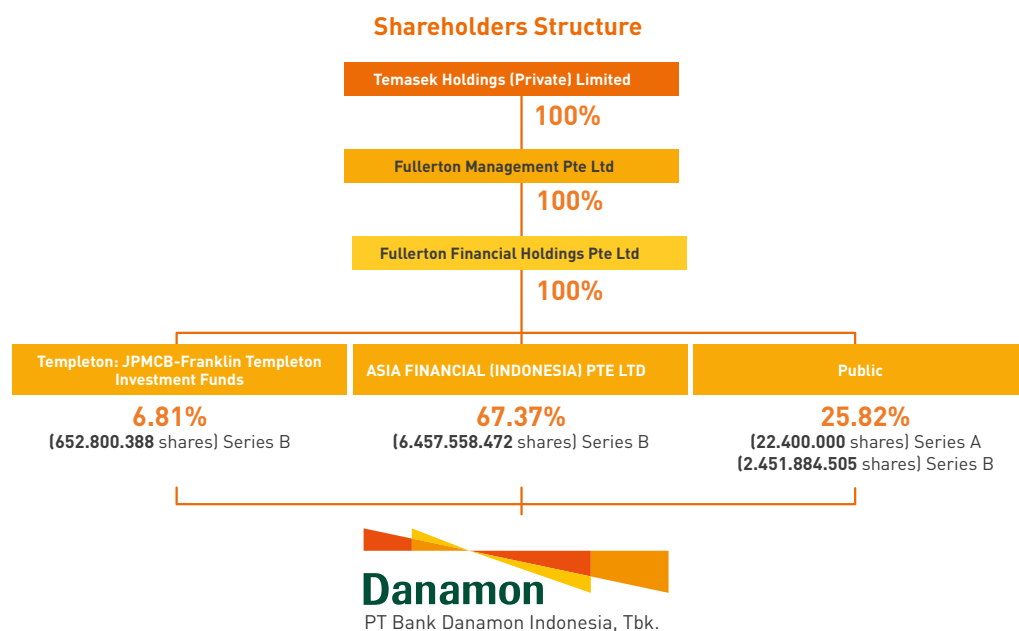 Shareholders Structure
Temasek Holdings (Private) Limited
100%
Fullerton Management Pte Ltd
100%
Fullerton Financial Holdings Pte Ltd
100%
Templeton: JPMCB-Franklin Templeton
Investment Funds
6.81%
(652.800.388 shares) Series B
ASIA FINANCIAL (INDONESIA) PTE LTD
67.37%
(6.457.558.472 shares) Series B
Public
25.82%
(22.400.000 shares) Series A
(2.451.884.505 shares) Series B
Danamon
PT Bank Danamon Indonesia, Tbk.